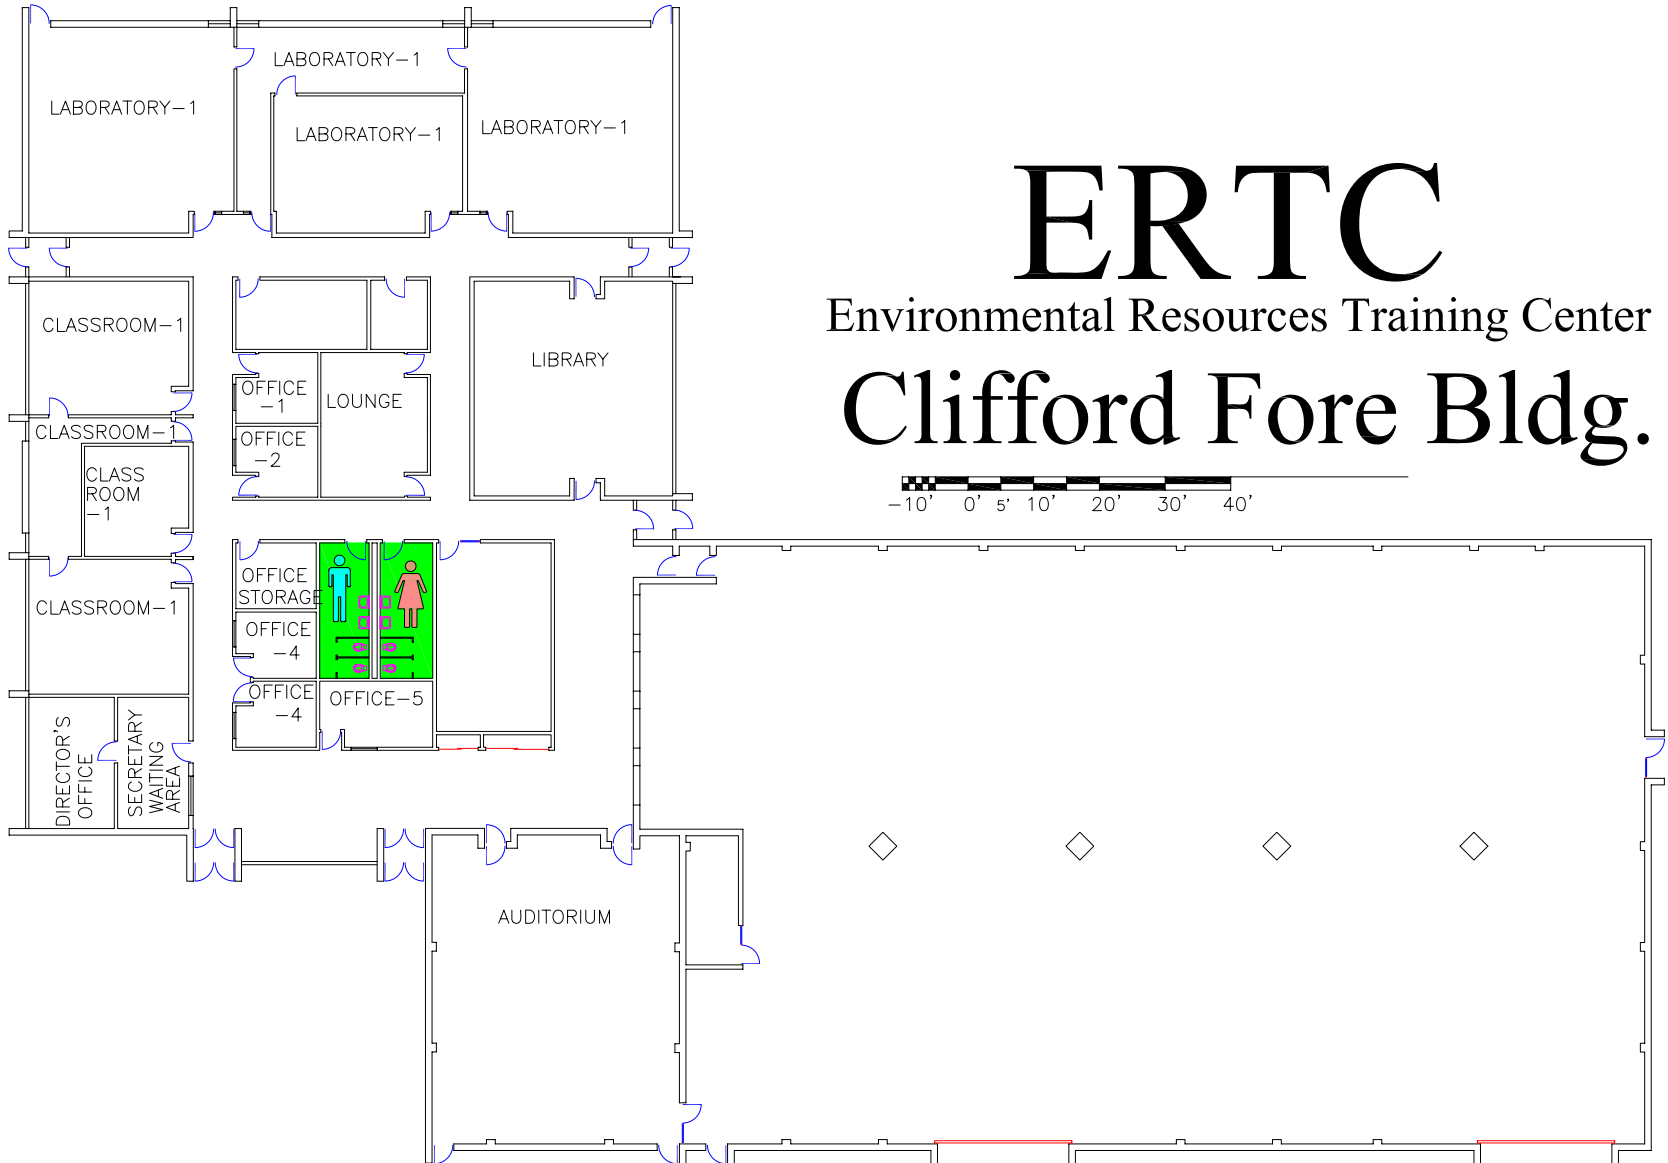 LABORATORY-1
LABORATORY-1
LABORATORY-1
LABORATORY-1
ERTC
Environmental Resources Training Center
Clifford Fore Bldg.
-10' 0' 5' 10' 20' 30' 40'
CLASSROOM-1
CLASSROOM-1
CLASS
ROOM
-1
CLASSROOM-1
OFFICE
-1
OFFICE
-2
LOUNGE
LIBRARY
OFFICE
STORAGE
OFFICE
-4
OFFICE
-4
OFFICE-5
DIRECTOR'S
OFFICE
SECRETARY
WAITING
AREA
AUDITORIUM